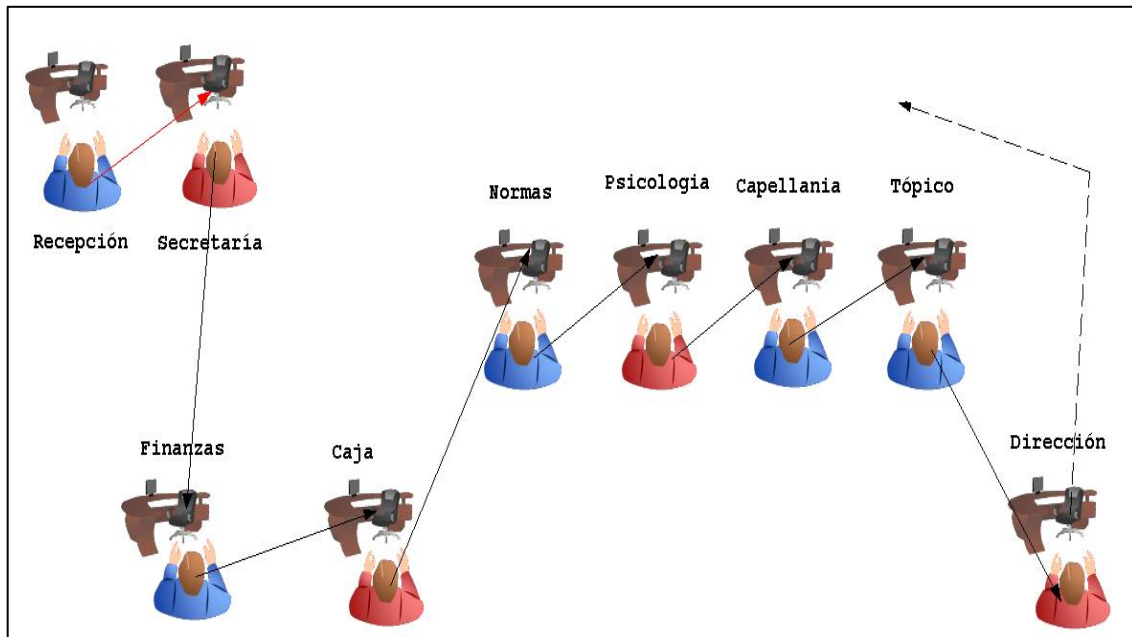 Recepción
Secretaría
Normas
Psicologia
Capellania
Tópico
Finanzas
Caja
Dirección